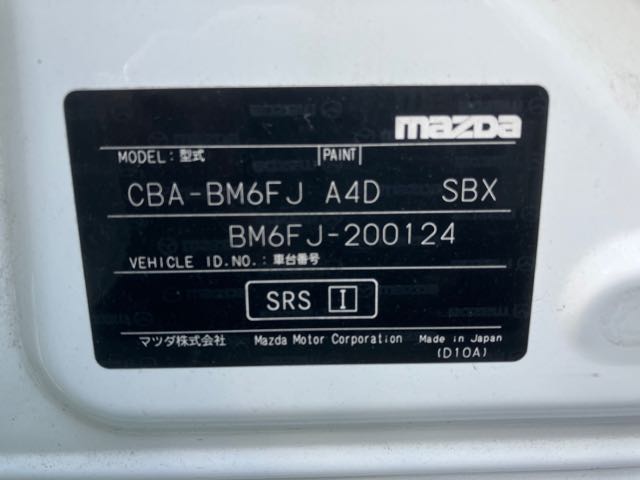 mazda
MODEL: 型式 PAINT
CBA-BM6FJ A4D SBX
BM6FJ-200124
VEHICLE ID.NO.: 車台番号
SRS I
マツダ株式会社 Mazda Motor Corporation Made in Japan
(D10A)